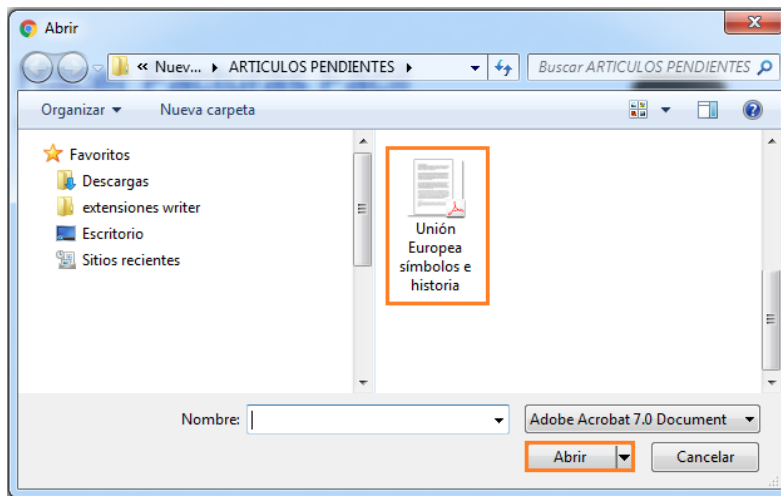 Abrir
« Nuev... ▸ ARTICULOS PENDIENTES ▸
Buscar ARTICULOS PENDIENTES
Organizar
Nueva carpeta
Favoritos
Descargas
extensiones writer
Escritorio
Sitios recientes
Unión
Europea
símbolos e
historia
Nombre:
Adobe Acrobat 7.0 Document
Abrir
Cancelar